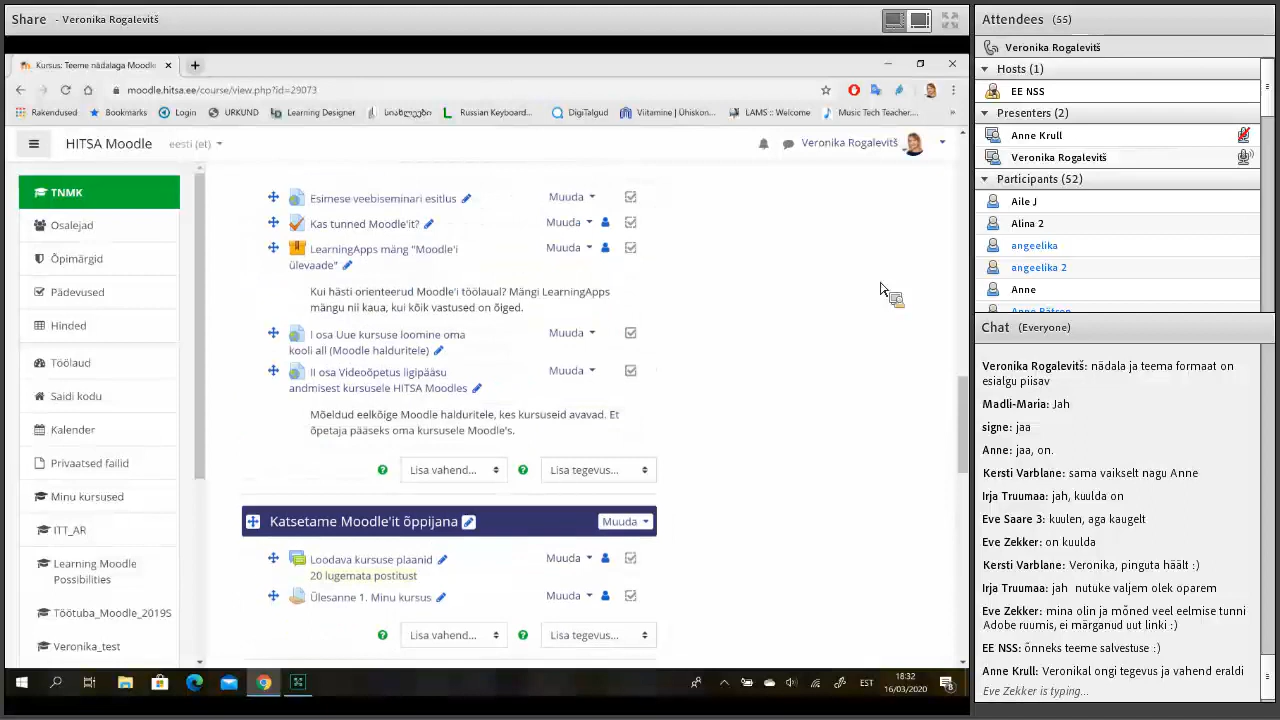 Share - Veronika Rogalevitš
Kursus: Teeme nädalaga Moodle
moodle.hitsa.ee/course/view.php?id=29073
Rakendused Bookmarks Login URKUND Learning Designer სიახლეები Russian Keyboard... DigiTalgud Viitamine | Ühiskon... LAMS :: Welcome Music Tech Teacher.... »
HITSA Moodle eesti (et) Veronika Rogalevitš
TNMK
Osalejad
Õpimärgid
Pädevused
Hinded
Töölaud
Saidi kodu
Kalender
Privaatsed failid
Minu kursused
ITT_AR
Learning Moodle
Possibilities
Töötuba_Moodle_2019S
Veronika_test
Esimese veebiseminari esitlus Muuda
Kas tunned Moodle'it? Muuda
LearningApps mäng "Moodle'i Muuda
ülevaade"
Kui hästi orienteerud Moodle'i töölaual? Mängi LearningApps
mängu nii kaua, kui kõik vastused on õiged.
I osa Uue kursuse loomine oma Muuda
kooli all (Moodle halduritele)
II osa Videoõpetus ligipääsu Muuda
andmisest kursusele HITSA Moodles
Mõeldud eelkõige Moodle halduritele, kes kursuseid avavad. Et
õpetaja pääseks oma kursusele Moodle's.
Lisa vahend... Lisa tegevus...
Katsetame Moodle'it õppijana Muuda
Loodava kursuse plaanid Muuda
20 lugemata postitust
Ülesanne 1. Minu kursus Muuda
Lisa vahend... Lisa tegevus...
EST
18:32
16/03/2020
8
Attendees (55)
Veronika Rogalevitš
Hosts (1)
EE NSS
Presenters (2)
Anne Krull
Veronika Rogalevitš
Participants (52)
Aile J
Alina 2
angeelika
angeelika 2
Anne
Anne Rätsep
Chat (Everyone)
Veronika Rogalevitš: nädala ja teema formaat on
esialgu piisav
Madli-Maria: Jah
signe: jaa
Anne: jaa, on.
Kersti Varblane: sama vaikselt nagu Anne
Irja Truumaa: jah, kuulda on
Eve Saare 3: kuulen, aga kaugelt
Eve Zekker: on kuulda
Kersti Varblane: Veronika, pinguta häält :)
Irja Truumaa: jah nutuke valjem olek oparem
Eve Zekker: mina olin ja mõned veel eelmise tunni
Adobe ruumis, ei märganud uut linki :)
EE NSS: õnneks teeme salvestuse :)
Anne Krull: Veronikal ongi tegevus ja vahend eraldi
Eve Zekker is typing...